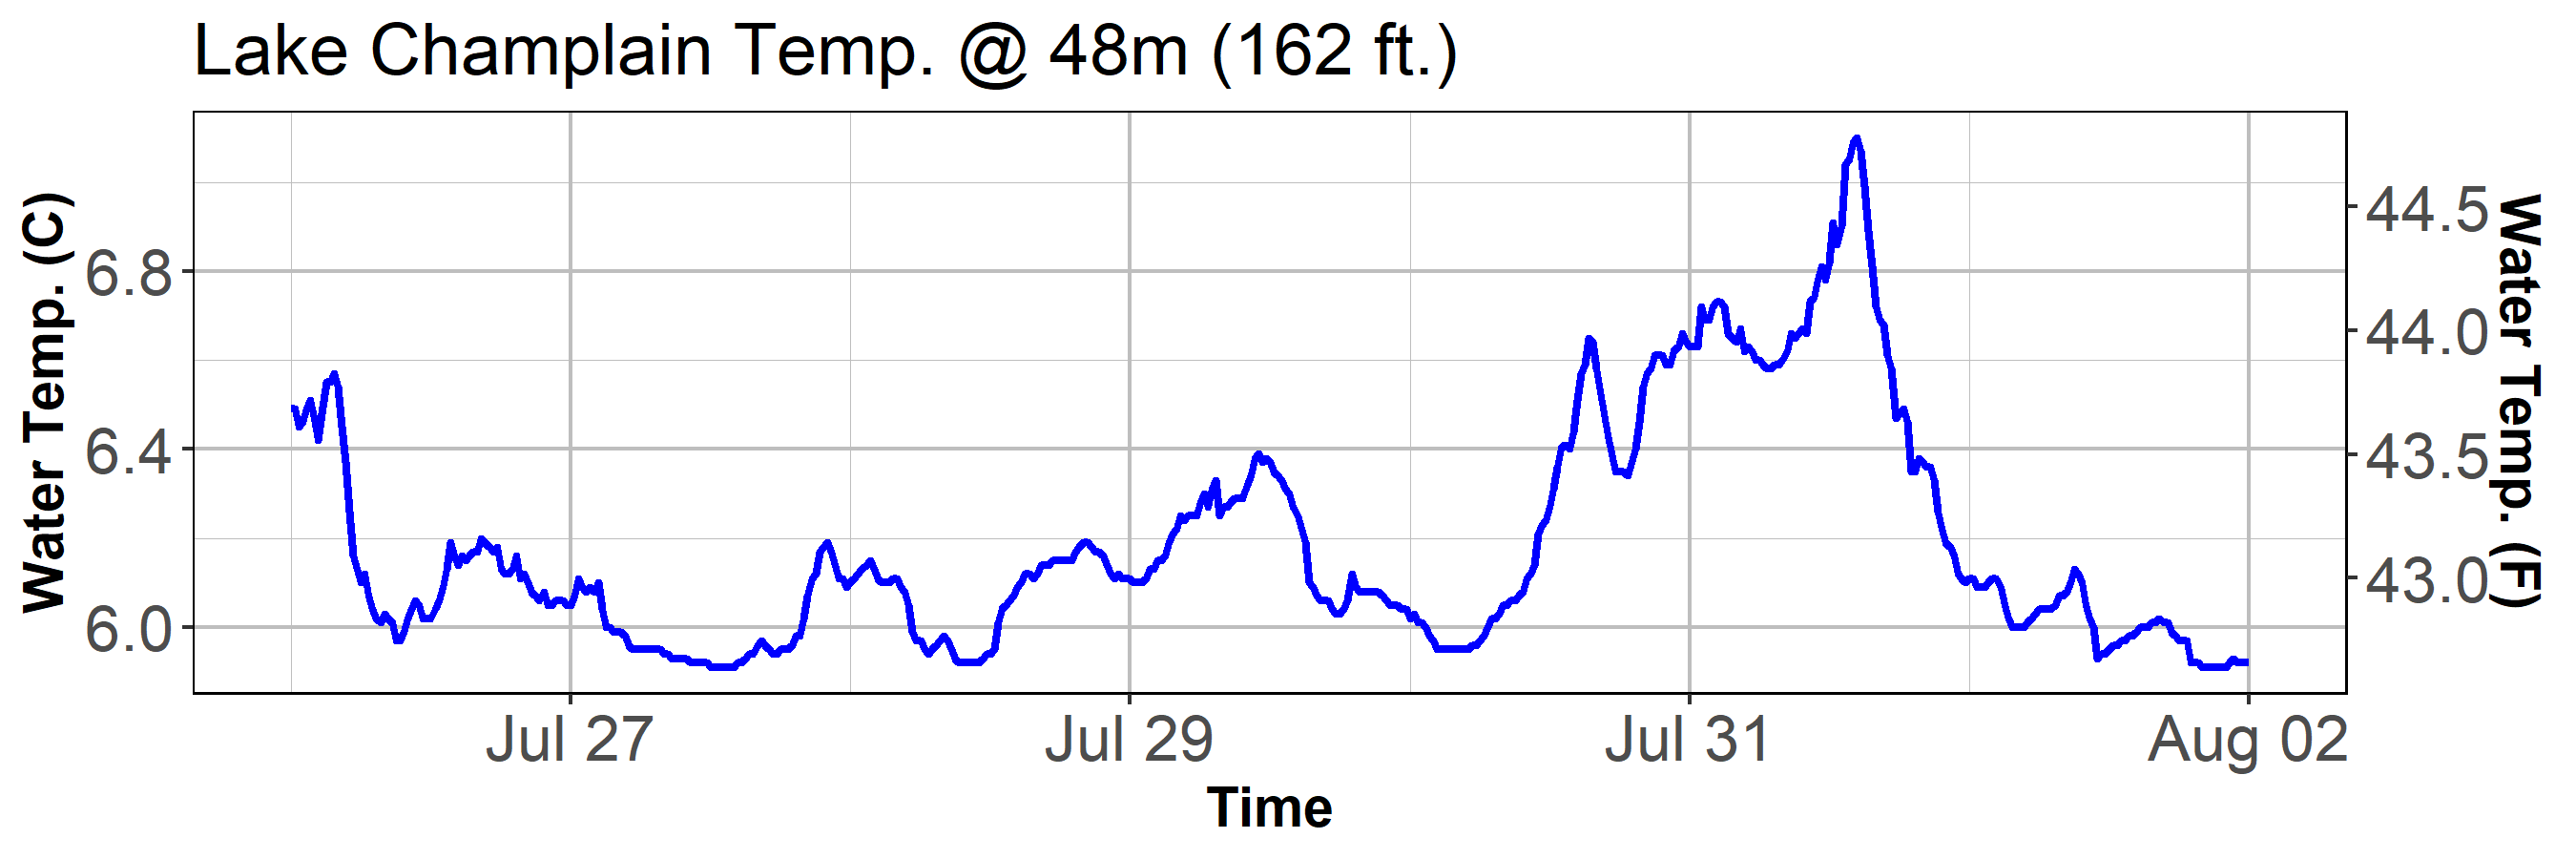 Lake Champlain Temp. @ 48m (162 ft.)
Water Temp. (C)
6.8
6.4
6.0
44.5
44.0
43.5
43.0
Water Temp. (F)
Jul 27
Jul 29
Jul 31
Aug 02
Time